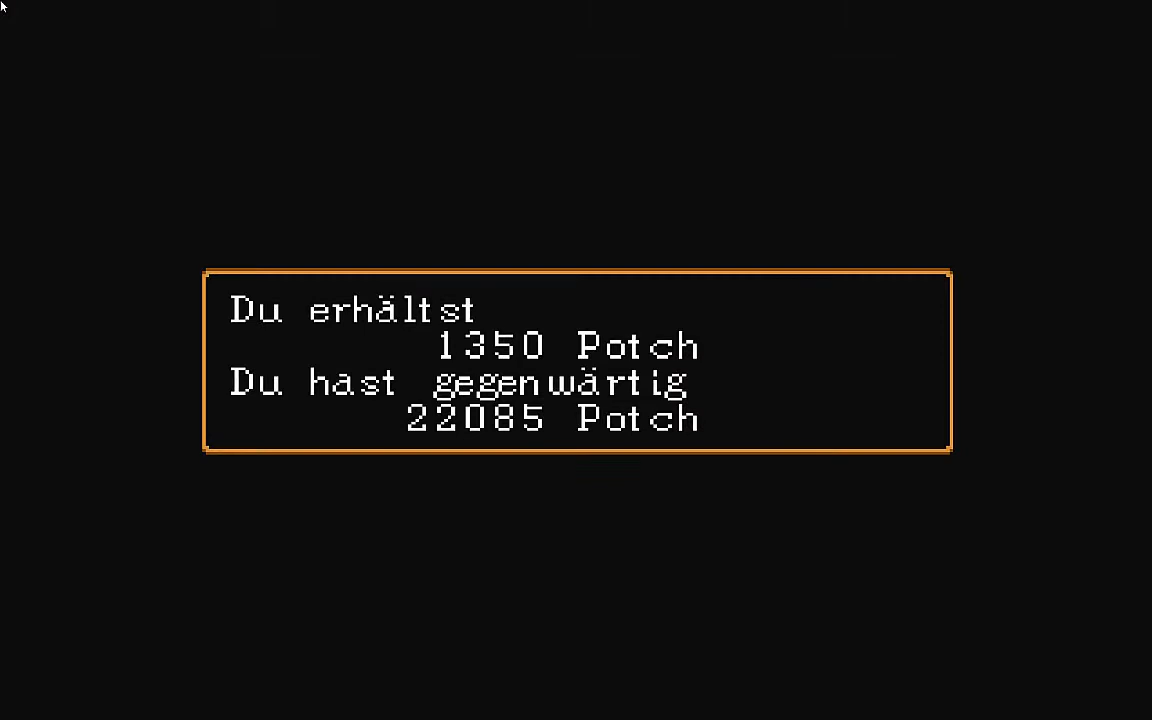 Du erhältst
1350 Potch
Du hast gegenwärtig
22085 Potch